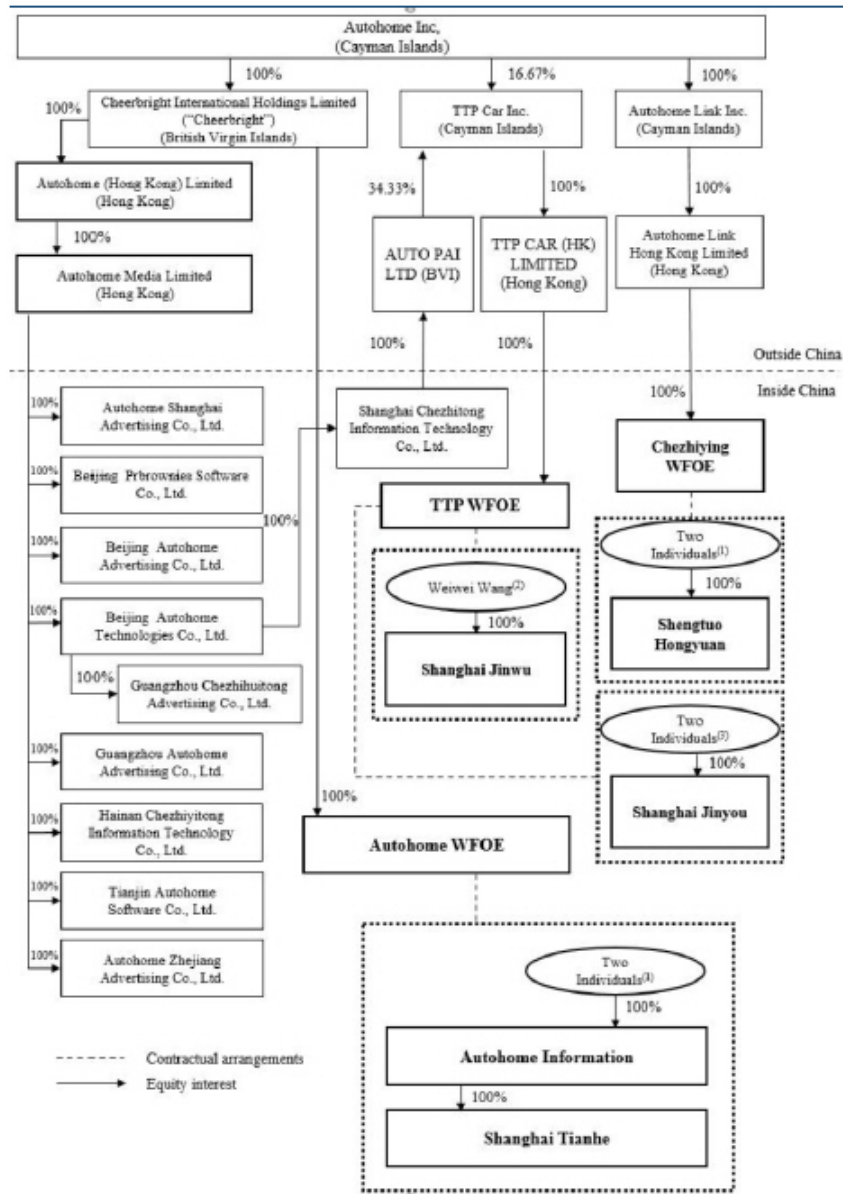 Autohome Inc,
(Cayman Islands)
100%
16.67%
100%
100%
Cheerbright International Holdings Limited
("Cheerbright")
(British Virgin Islands)
TTP Car Inc.
(Cayman Islands)
Autohome Link Inc.
(Cayman Islands)
Autohome (Hong Kong) Limited
(Hong Kong)
34.33%
100%
100%
100%
AUTO PAI
LTD (BVI)
TTP CAR (HK)
LIMITED
(Hong Kong)
Autohome Link
Hong Kong Limited
(Hong Kong)
Autohome Media Limited
(Hong Kong)
100%
100%
Outside China
Inside China
100%
100%
Autohome Shanghai
Advertising Co., Ltd.
Shanghai Chezhitong
Information Technology
Co., Ltd.
Chezhiying
WFOE
100%
Beijing Prbrownies Software
Co., Ltd.
100%
TTP WFOE
100%
Beijing Autohome
Advertising Co., Ltd.
Two
Individuals(1)
100%
Weiwei Wang(2)
100%
100%
Beijing Autohome
Technologies Co., Ltd.
Shengtuo
Hongyuan
Shanghai Jinwu
100%
Guangzhou Chezhihuitong
Advertising Co., Ltd.
Two
Individuals(3)
100%
100%
Guangzhou Autohome
Advertising Co., Ltd.
Shanghai Jinyou
100%
100%
Hainan Chezhiyitong
Information Technology
Co., Ltd.
Autohome WFOE
100%
Tianjin Autohome
Software Co., Ltd.
100%
Autohome Zhejiang
Advertising Co., Ltd.
Two
Individuals(1)
100%
Autohome Information
100%
Shanghai Tianhe
Contractual arrangements
Equity interest